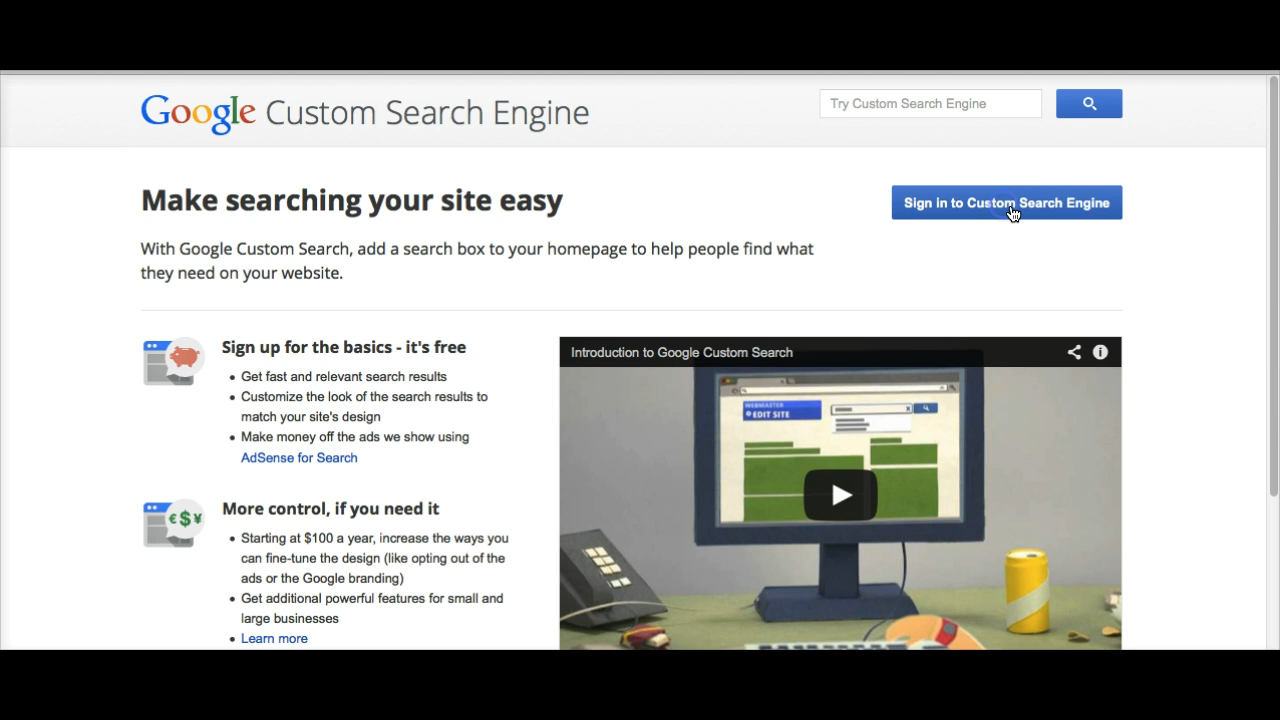 Google Custom Search Engine
Try Custom Search Engine
Make searching your site easy
Sign in to Custom Search Engine
With Google Custom Search, add a search box to your homepage to help people find what
they need on your website.
Sign up for the basics - it's free
• Get fast and relevant search results
• Customize the look of the search results to
match your site's design
• Make money off the ads we show using
AdSense for Search
More control, if you need it
• Starting at $100 a year, increase the ways you
can fine-tune the design (like opting out of the
ads or the Google branding)
• Get additional powerful features for small and
large businesses
• Learn more
Introduction to Google Custom Search
WEBMASTER
EDIT SITE
€$¥